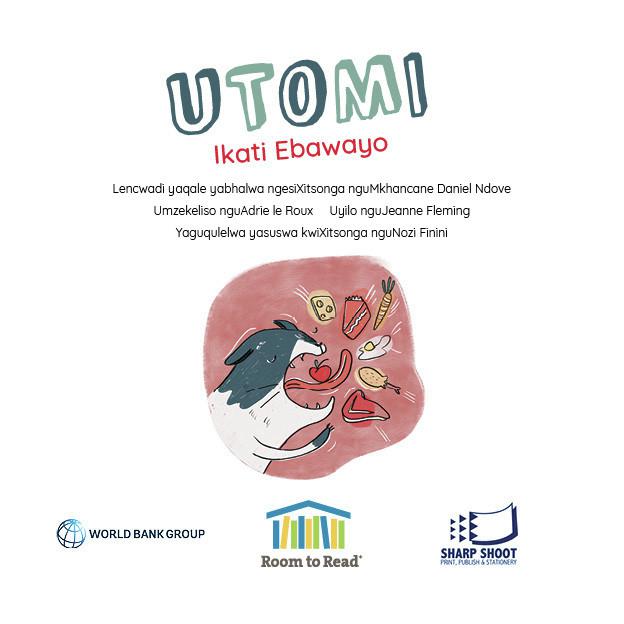 UTOMI
Ikati Ebawayo
Lencwadi yaqale yabhalwa ngesiXitsonga nguMkhancane Daniel Ndove
Umzekeliso nguAdrie le Roux Uyilo nguJeanne Fleming
Yaguqulelwa yasuswa kwiXitsonga nguNozi Finini
WORLD BANK GROUP
Room to Read®
SHARP SHOOT
PRINT, PUBLISH & STATIONERY